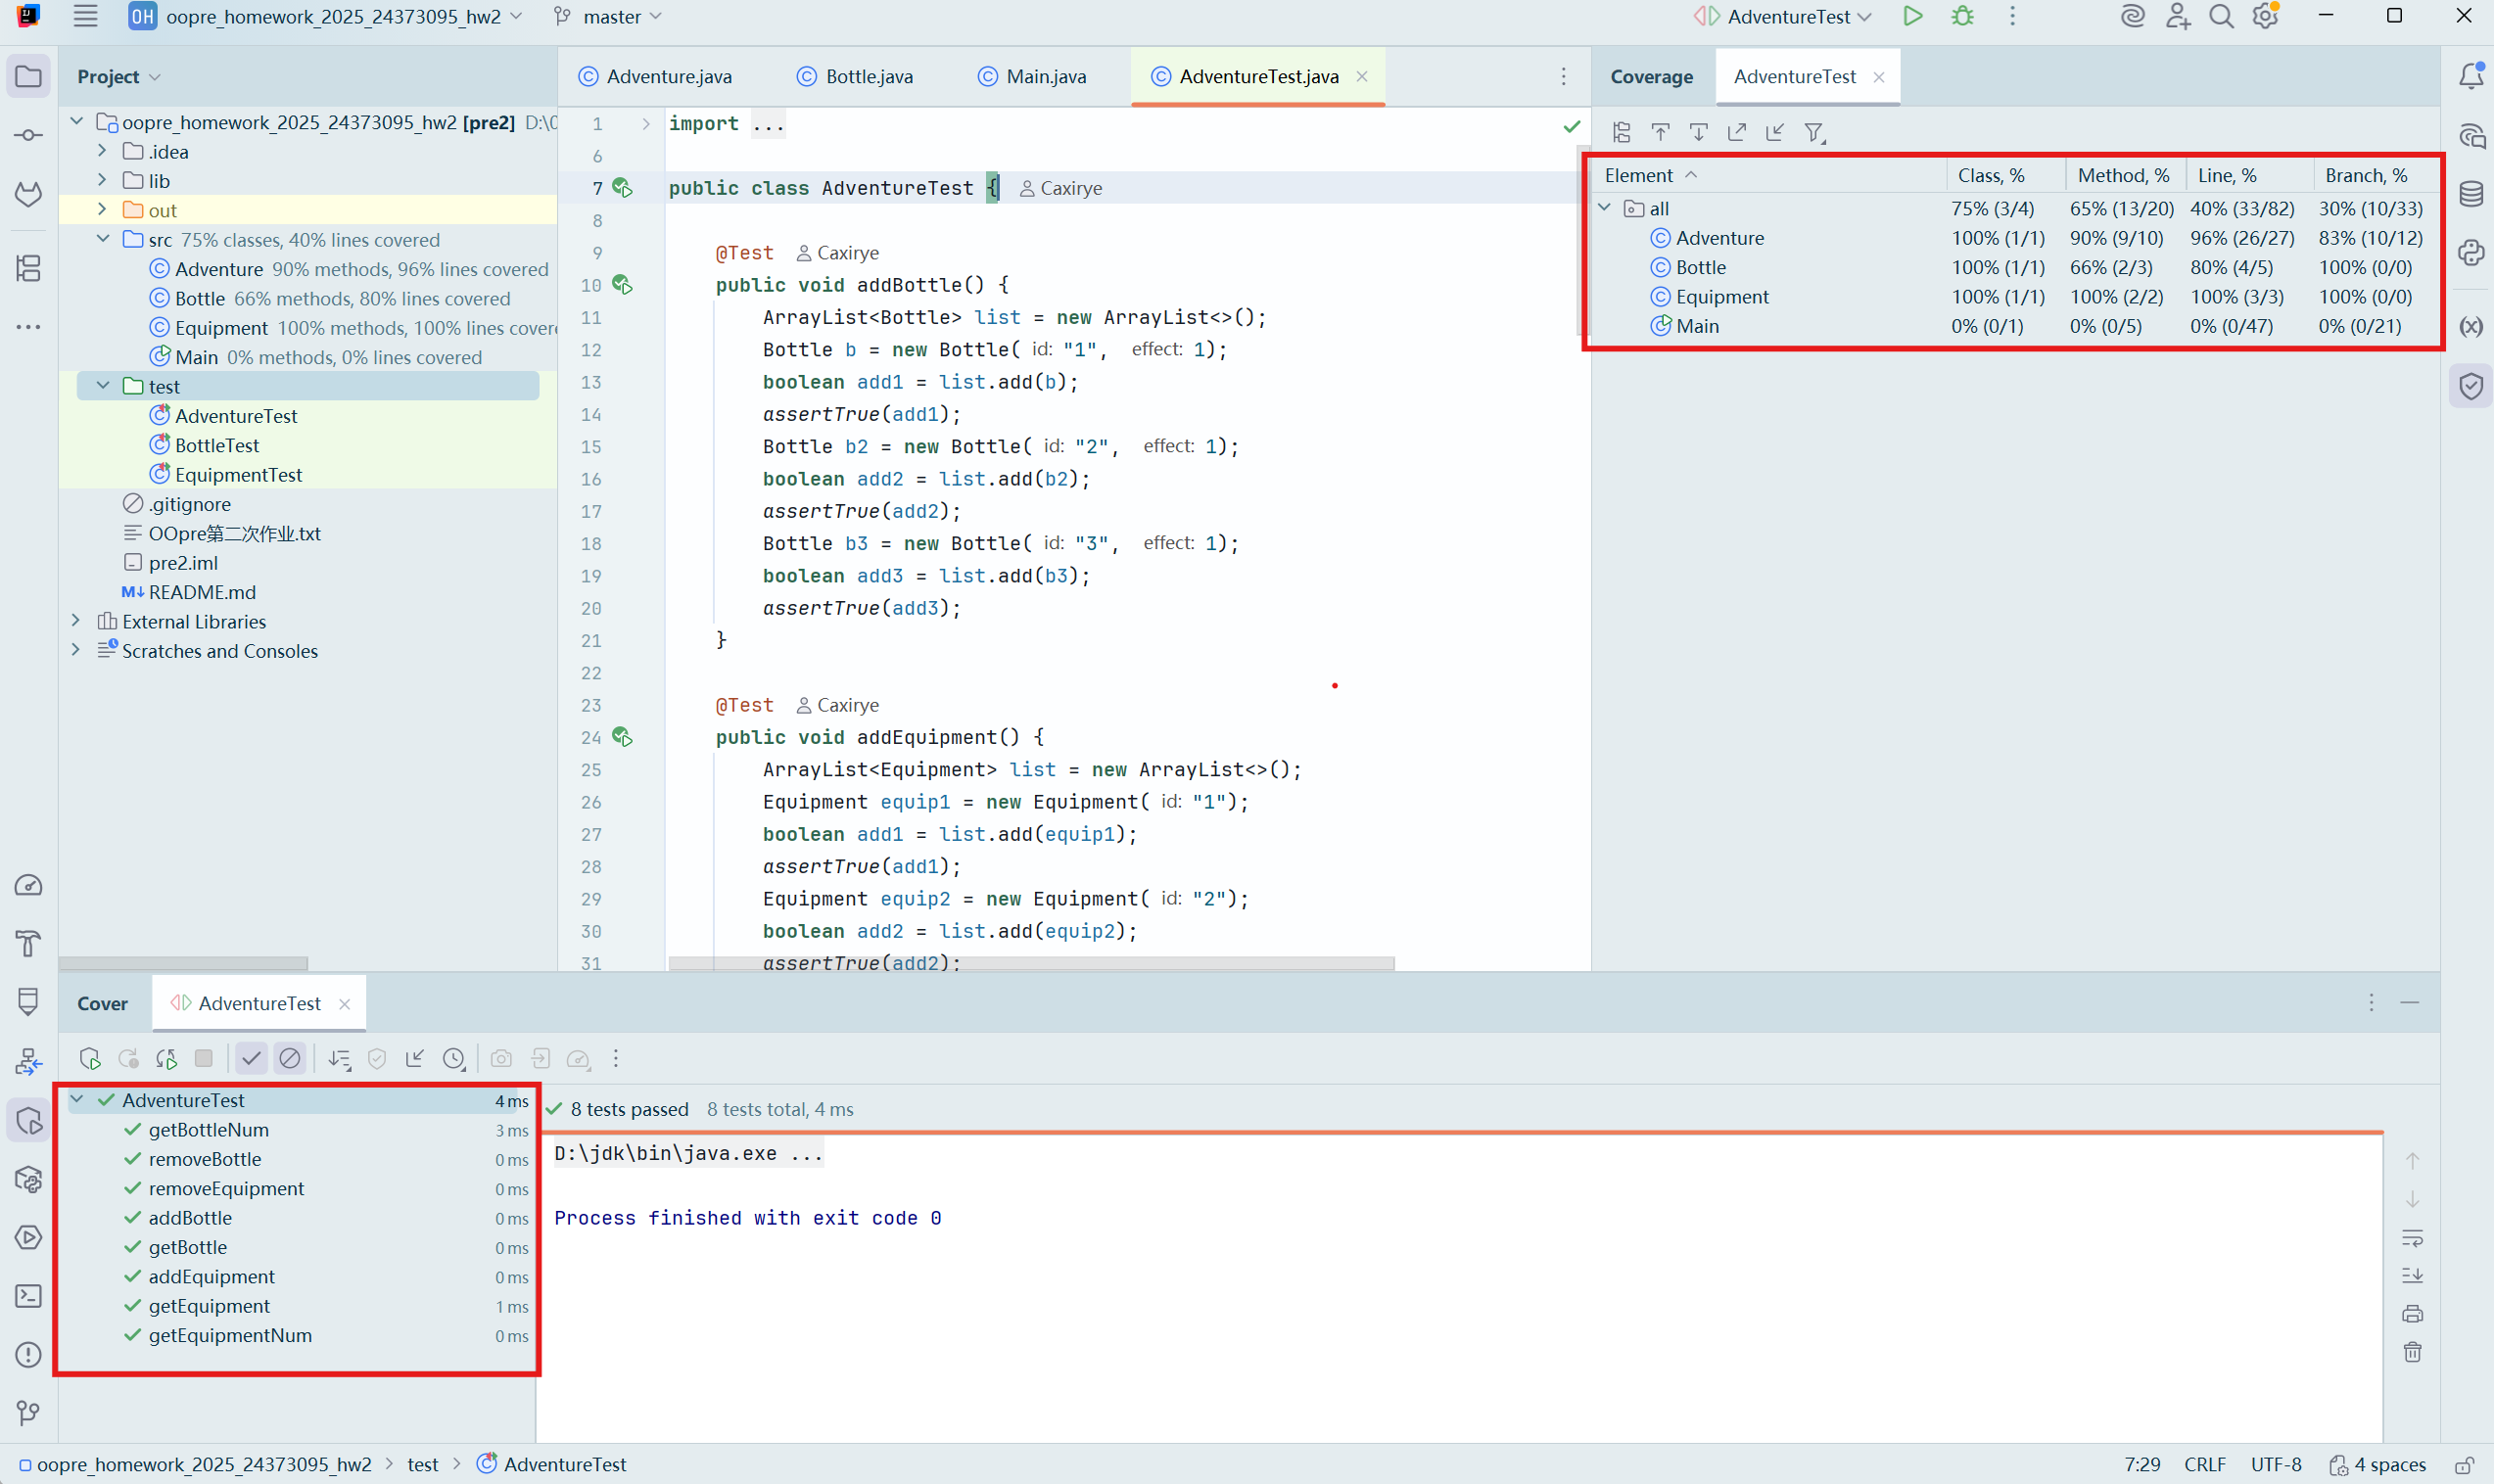 OH oopre_homework_2025_24373095_hw2 master AdventureTest
Project
oopre_homework_2025_24373095_hw2 [pre2] D:\
.idea
lib
out
src 75% classes, 40% lines covered
Adventure 90% methods, 96% lines covered
Bottle 66% methods, 80% lines covered
Equipment 100% methods, 100% lines cover
Main 0% methods, 0% lines covered
test
AdventureTest
BottleTest
EquipmentTest
.gitignore
OOpre第二次作业.txt
pre2.iml
M↓ README.md
External Libraries
Scratches and Consoles
Adventure.java Bottle.java Main.java AdventureTest.java
1 import ...
6
7 public class AdventureTest { Caxirye
8
9 @Test Caxirye
10 public void addBottle() {
11 ArrayList<Bottle> list = new ArrayList<>();
12 Bottle b = new Bottle( id: "1", effect: 1);
13 boolean add1 = list.add(b);
14 assertTrue(add1);
15 Bottle b2 = new Bottle( id: "2", effect: 1);
16 boolean add2 = list.add(b2);
17 assertTrue(add2);
18 Bottle b3 = new Bottle( id: "3", effect: 1);
19 boolean add3 = list.add(b3);
20 assertTrue(add3);
21 }
22
23 @Test Caxirye
24 public void addEquipment() {
25 ArrayList<Equipment> list = new ArrayList<>();
26 Equipment equip1 = new Equipment( id: "1");
27 boolean add1 = list.add(equip1);
28 assertTrue(add1);
29 Equipment equip2 = new Equipment( id: "2");
30 boolean add2 = list.add(equip2);
31 assertTrue(add2);
Coverage AdventureTest
Element Class, % Method, % Line, % Branch, %
all 75% (3/4) 65% (13/20) 40% (33/82) 30% (10/33)
Adventure 100% (1/1) 90% (9/10) 96% (26/27) 83% (10/12)
Bottle 100% (1/1) 66% (2/3) 80% (4/5) 100% (0/0)
Equipment 100% (1/1) 100% (2/2) 100% (3/3) 100% (0/0)
Main 0% (0/1) 0% (0/5) 0% (0/47) 0% (0/21)
Cover AdventureTest
AdventureTest 4 ms
getBottleNum 3 ms
removeBottle 0 ms
removeEquipment 0 ms
addBottle 0 ms
getBottle 0 ms
addEquipment 0 ms
getEquipment 1 ms
getEquipmentNum 0 ms
8 tests passed 8 tests total, 4 ms
D:\jdk\bin\java.exe ...
Process finished with exit code 0
oopre_homework_2025_24373095_hw2 > test > AdventureTest
7:29 CRLF UTF-8 4 spaces